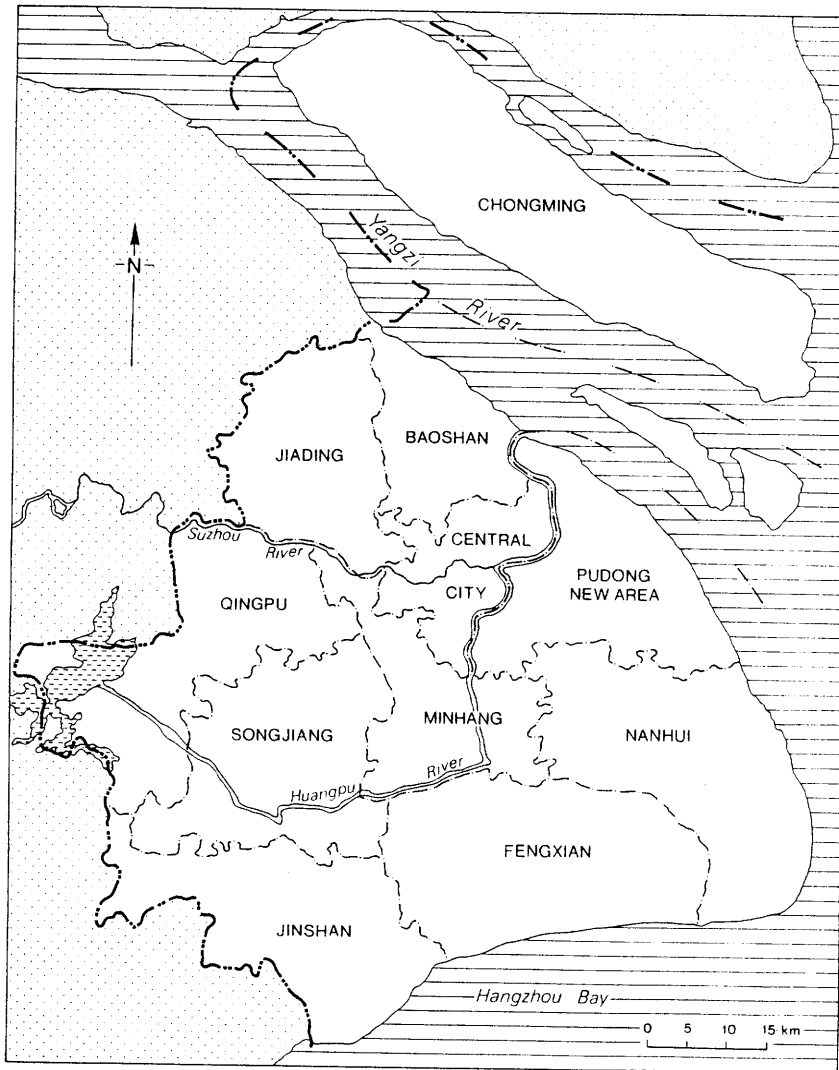 CHONGMING
N
Yangzi
River
BAOSHAN
JIADING
CENTRAL
Suzhou
River
PUDONG
NEW AREA
CITY
QINGPU
MINHANG
SONGJIANG
NANHUI
River
Huangpu
FENGXIAN
JINSHAN
Hangzhou Bay
0 5 10 15 km